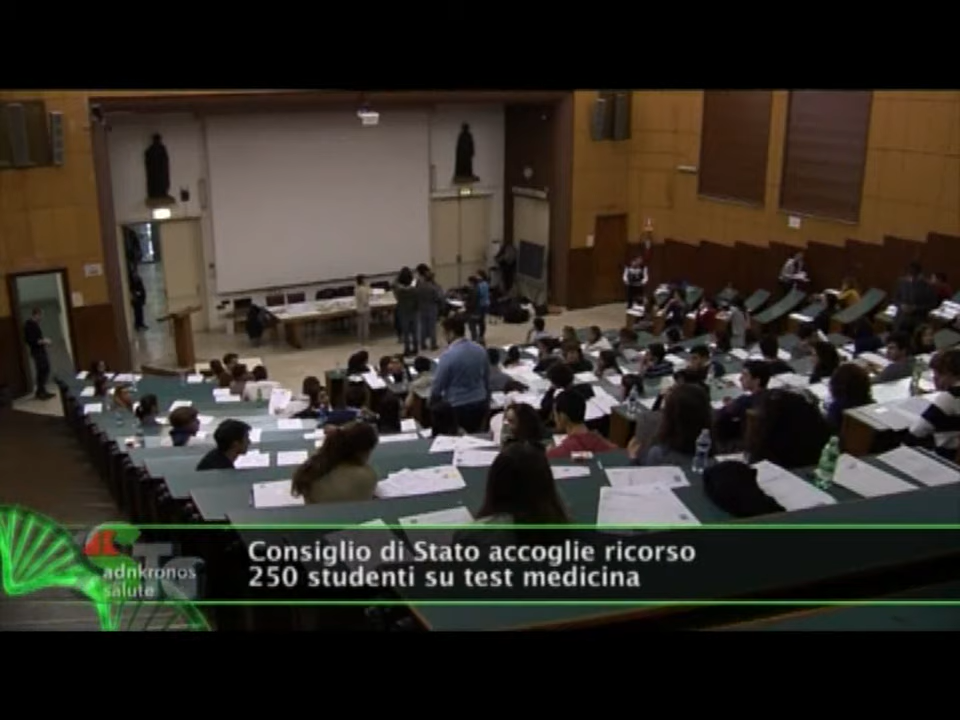 Consiglio di Stato accoglie ricorso
250 studenti su test medicina
adnkronos
salute